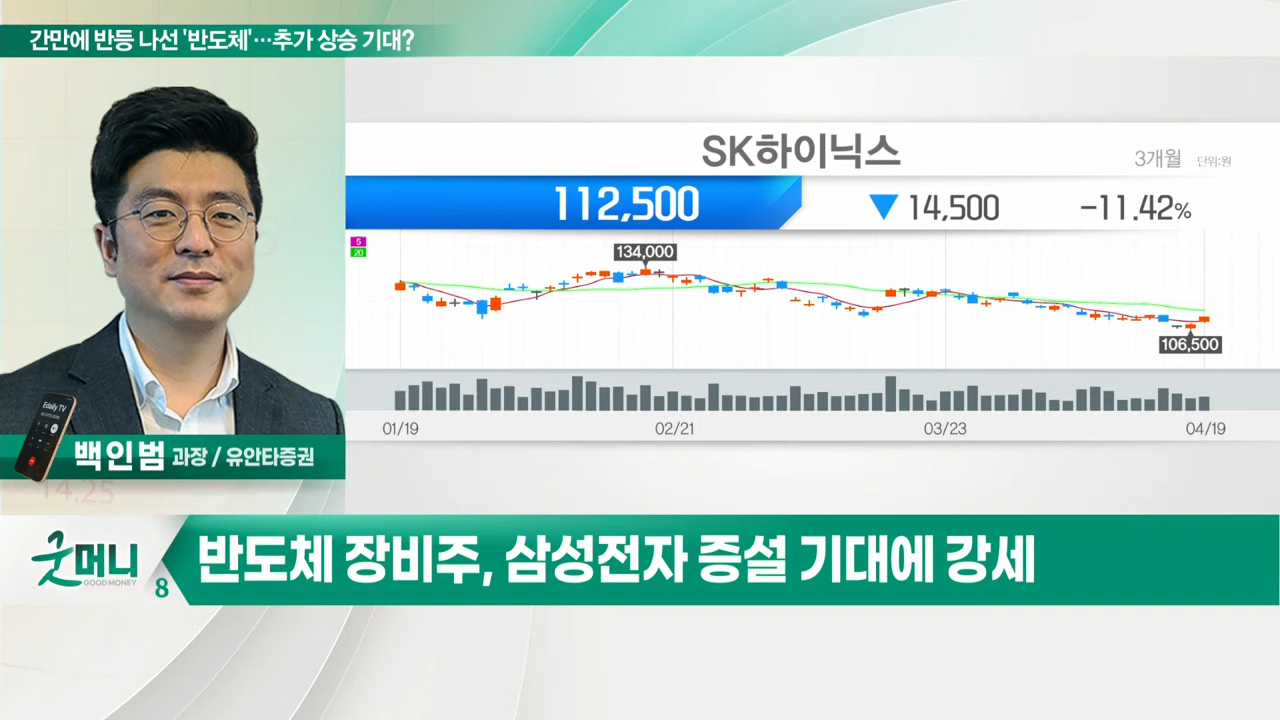 간만에 반등 나선 '반도체'…추가 상승 기대?
SK하이닉스
3개월 단위:원
112,500 ▼ 14,500 -11.42%
5
20
134,000
106,500
01/19 02/21 03/23 04/19
Edaily TV
백인범 과장 / 유안타증권
14.25
굿머니
GOOD MONEY
8
반도체 장비주, 삼성전자 증설 기대에 강세